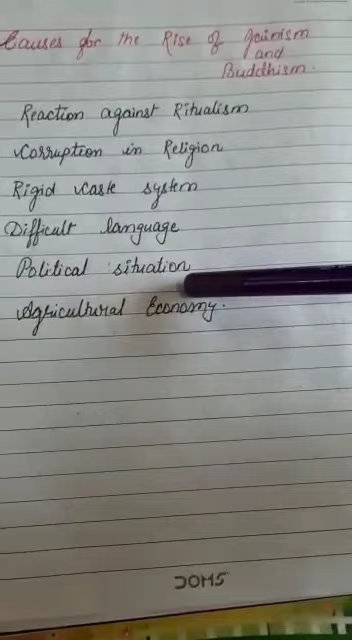 Causes for the Rise of Jainism
and
Buddhism.
Reaction against Ritualism
Corruption in Religion
Rigid caste system
Difficult language
Political situation
Agricultural Economy.
DOMS